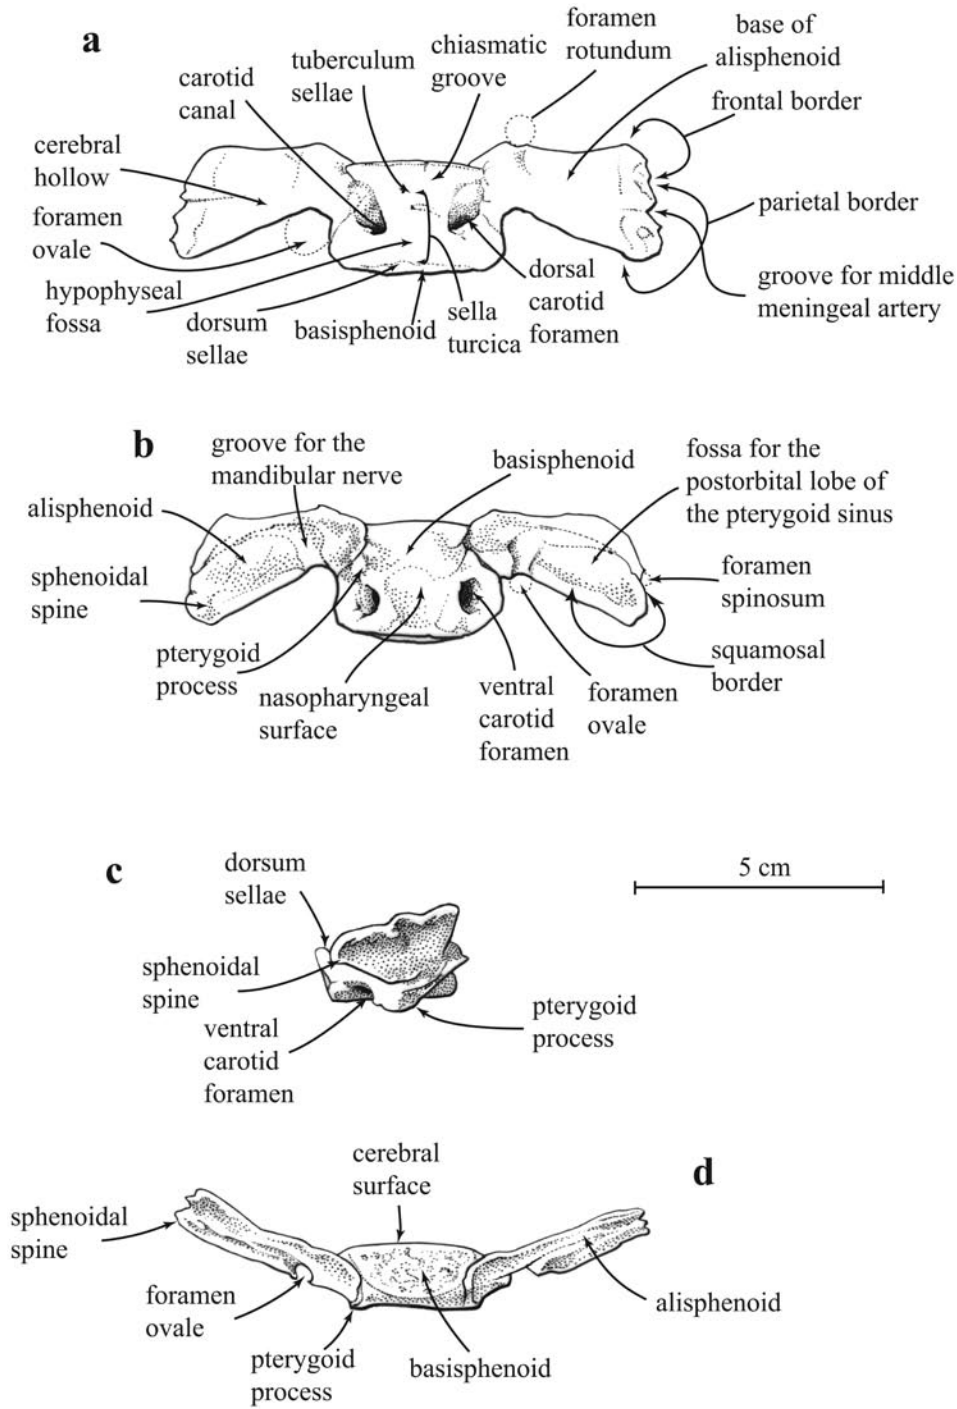 a
foramen
rotundum
base of
alisphenoid
tuberculum
sellae
chiasmatic
groove
carotid
canal
frontal border
cerebral
hollow
foramen
ovale
parietal border
hypophyseal
fossa
dorsum
sellae
basisphenoid
sella
turcica
dorsal
carotid
foramen
groove for middle
meningeal artery
b
groove for the
mandibular nerve
basisphenoid
fossa for the
postorbital lobe of
the pterygoid sinus
alisphenoid
sphenoidal
spine
foramen
spinosum
pterygoid
process
nasopharyngeal
surface
ventral
carotid
foramen
foramen
ovale
squamosal
border
c
dorsum
sellae
5 cm
sphenoidal
spine
ventral
carotid
foramen
pterygoid
process
d
cerebral
surface
sphenoidal
spine
foramen
ovale
pterygoid
process
basisphenoid
alisphenoid